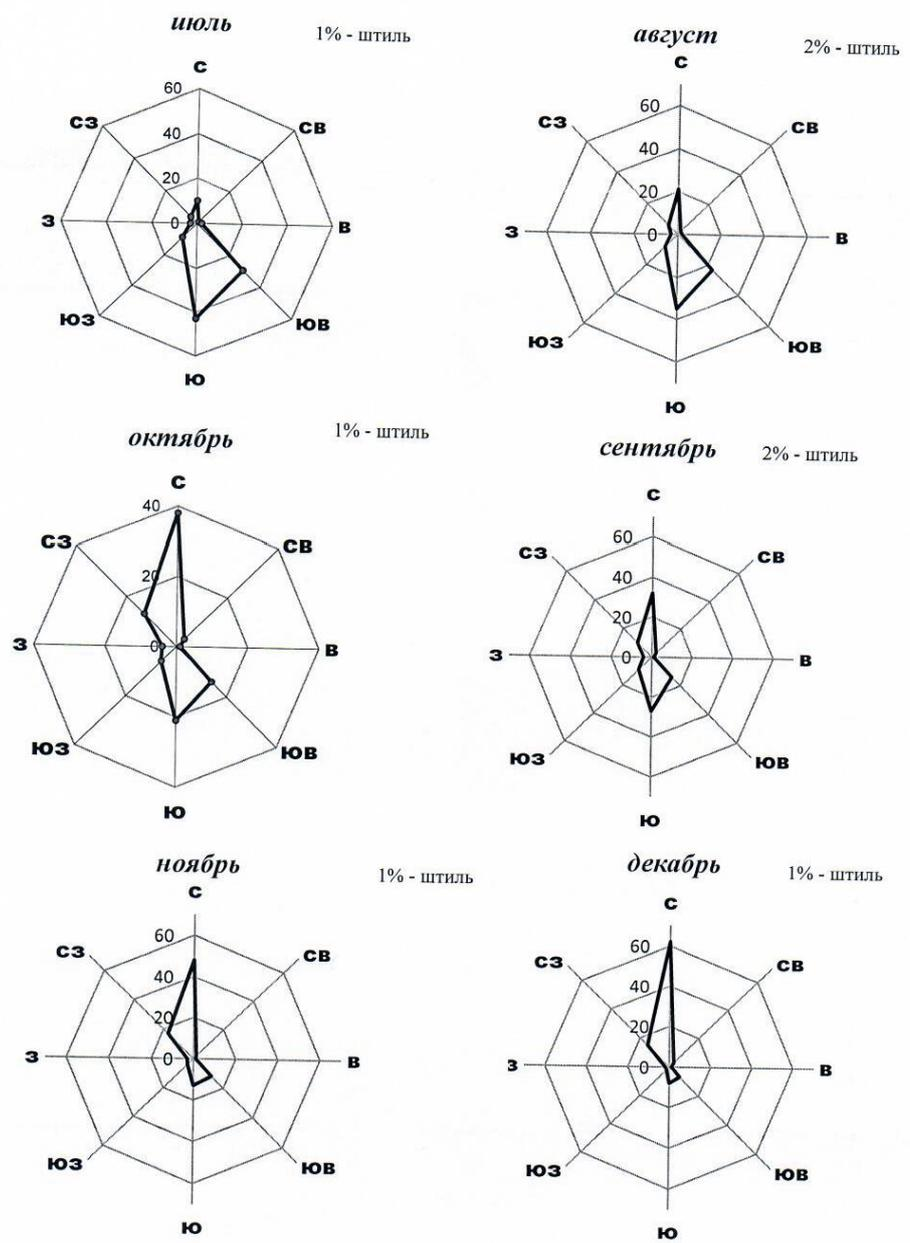 июль
1% - штиль
С
60
СЗ
СВ
40
20
З
0
В
ЮЗ
ЮВ
Ю
август
2% - штиль
С
60
СЗ
СВ
40
20
З
0
В
ЮЗ
ЮВ
Ю
октябрь
1% - штиль
С
40
СЗ
СВ
20
З
0
В
ЮЗ
ЮВ
Ю
сентябрь
2% - штиль
С
60
СЗ
СВ
40
20
З
0
В
ЮЗ
ЮВ
Ю
ноябрь
1% - штиль
С
60
СЗ
СВ
40
20
З
0
В
ЮЗ
ЮВ
Ю
декабрь
1% - штиль
С
60
СЗ
СВ
40
20
З
0
В
ЮЗ
ЮВ
Ю